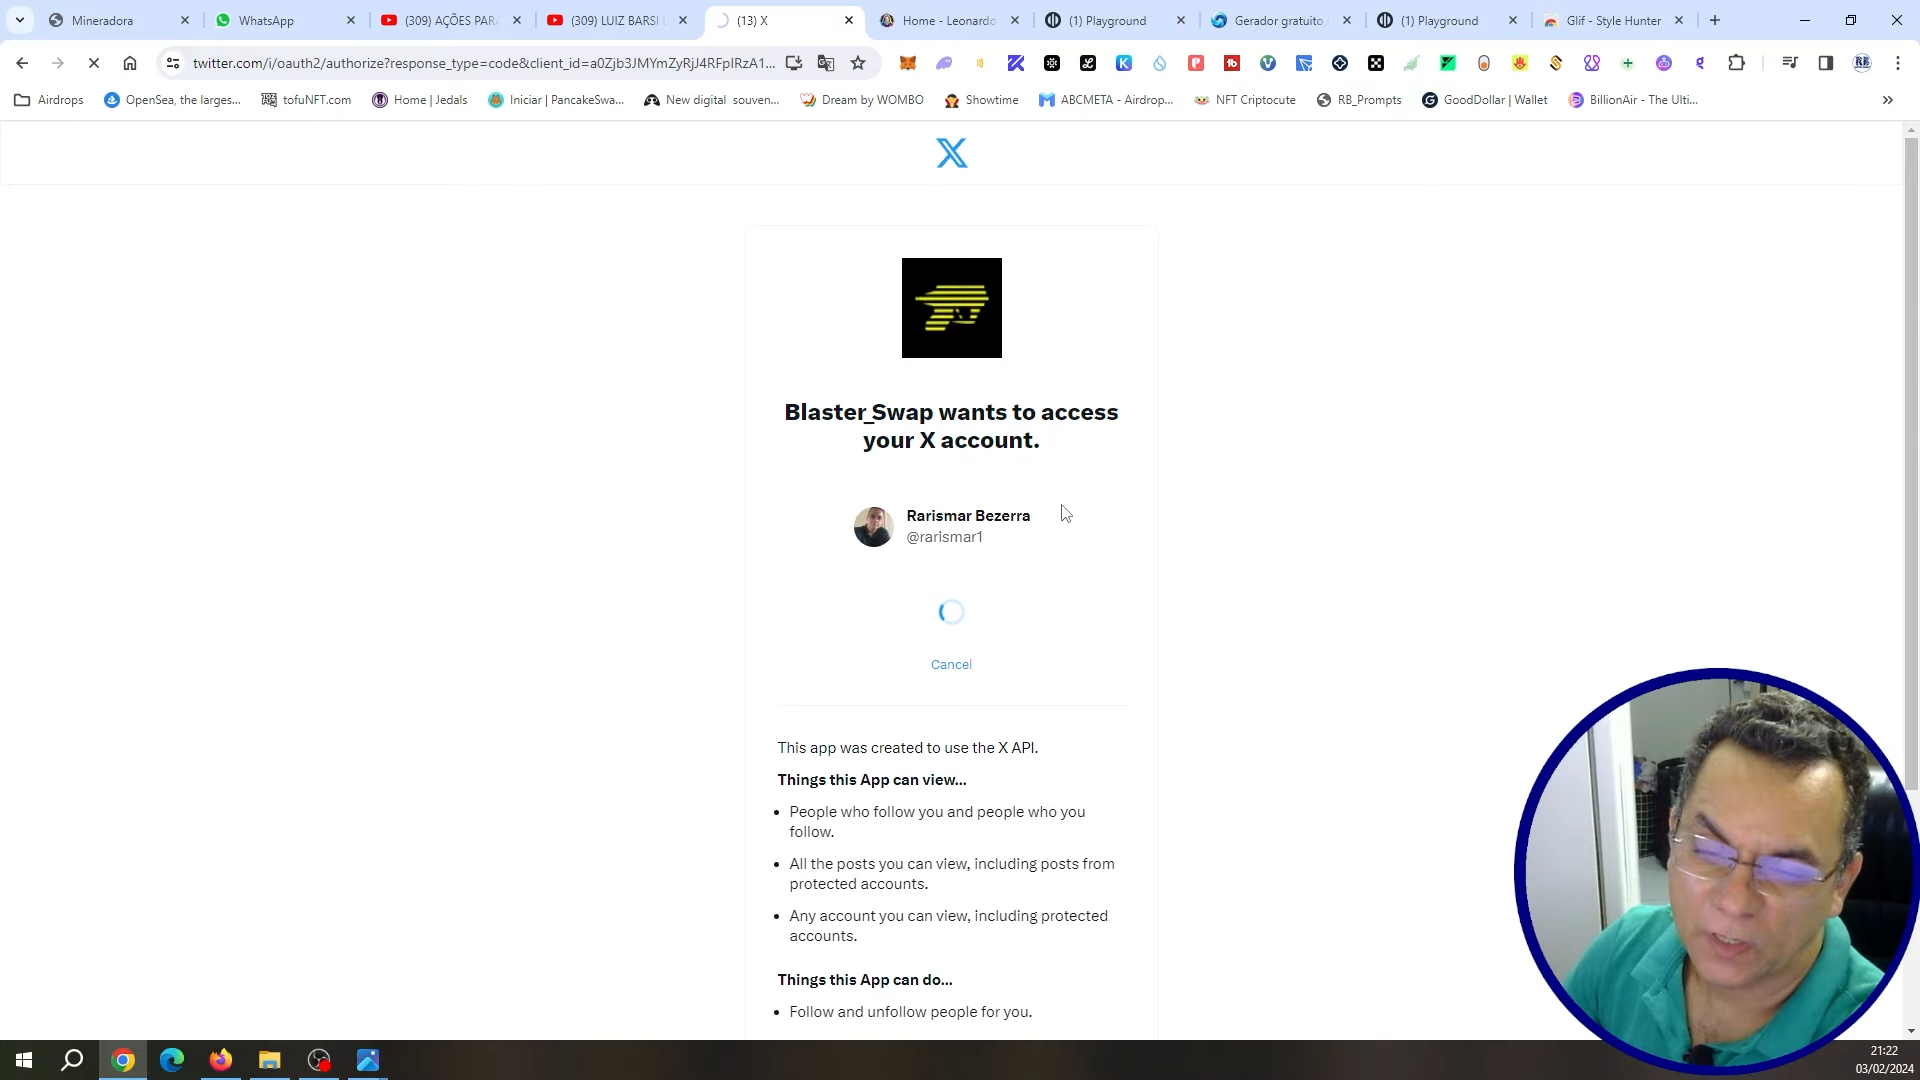 Mineradora
WhatsApp
(309) AÇÕES PARA
(309) LUIZ BARSI
(13) X
Home - Leonardo
(1) Playground
Gerador gratuito
(1) Playground
Glif - Style Hunter
twitter.com/i/oauth2/authorize?response_type=code&client_id=a0Zjb3JMYmZyRjJ4RFpIRzA1...
Airdrops
OpenSea, the larges...
tofuNFT.com
Home | Jedals
Iniciar | PancakeSwa...
New digital souven...
Dream by WOMBO
Showtime
ABCMETA - Airdrop...
NFT Criptocute
RB_Prompts
GoodDollar | Wallet
BillionAir - The Ulti...
Blaster_Swap wants to access
your X account.
Rarismar Bezerra
@rarismar1
Cancel
This app was created to use the X API.
Things this App can view...
• People who follow you and people who you
follow.
• All the posts you can view, including posts from
protected accounts.
• Any account you can view, including protected
accounts.
Things this App can do...
• Follow and unfollow people for you.
21:22
03/02/2024